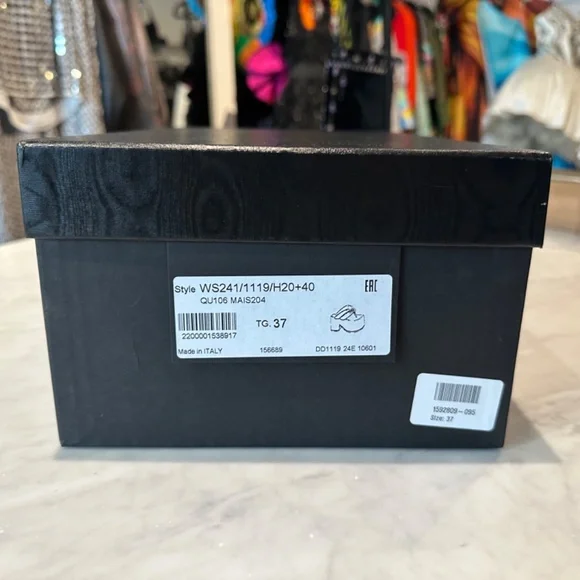 Style WS241/1119/H20+40
EAC
QU106 MAIS204
TG. 37
2200001538917
Made in ITALY 156689 DD1119 24E 10601
1592808-095
Size: 37